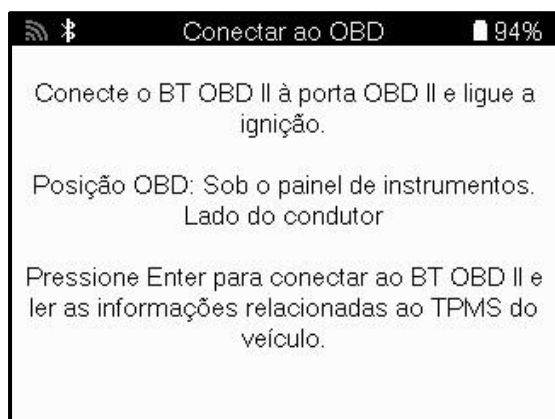 Conectar ao OBD 94%
Conecte o BT OBD II à porta OBD II e ligue a
ignição.
Posição OBD: Sob o painel de instrumentos.
Lado do condutor
Pressione Enter para conectar ao BT OBD II e
ler as informações relacionadas ao TPMS do
veículo.